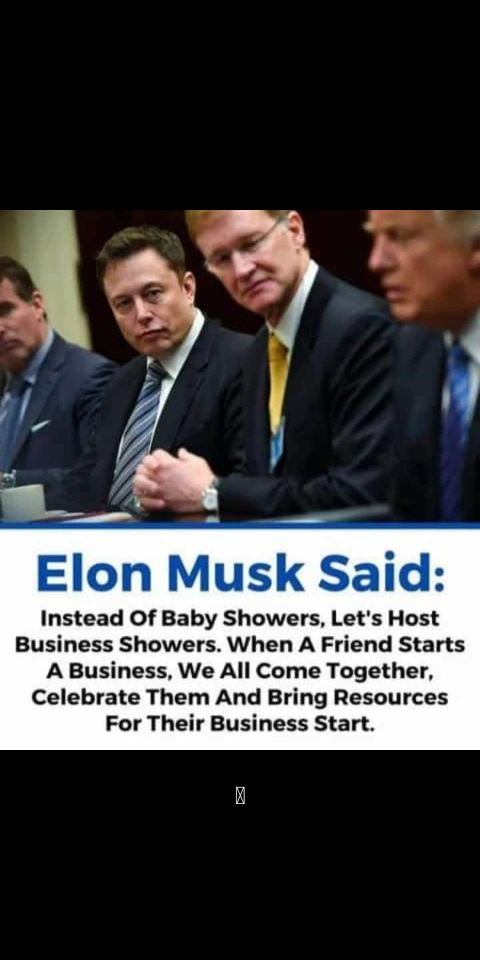 Elon Musk Said:
Instead Of Baby Showers, Let's Host
Business Showers. When A Friend Starts
A Business, We All Come Together,
Celebrate Them And Bring Resources
For Their Business Start.